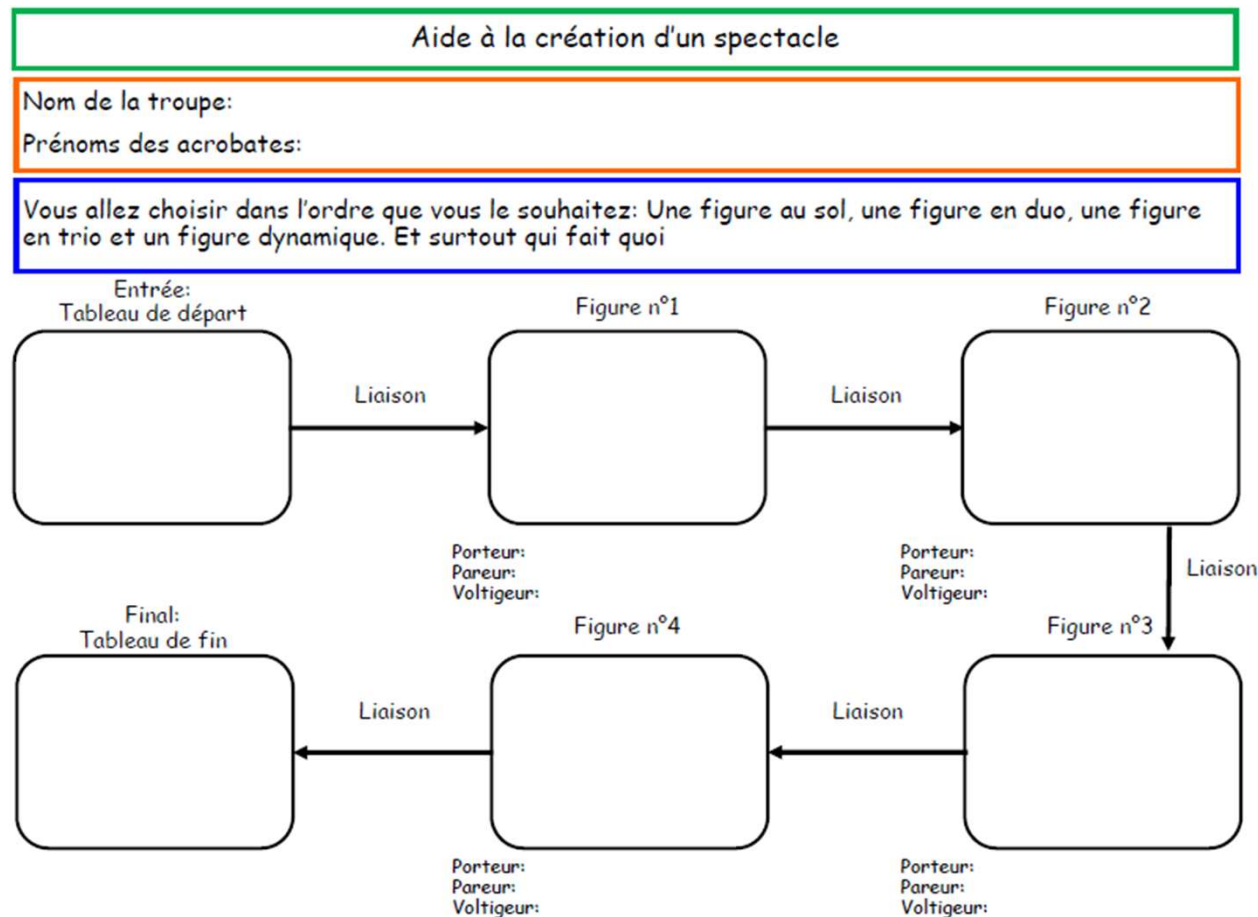 Aide à la création d'un spectacle
Nom de la troupe:
Prénoms des acrobates:
Vous allez choisir dans l'ordre que vous le souhaitez: Une figure au sol, une figure en duo, une figure
en trio et un figure dynamique. Et surtout qui fait quoi
Entrée:
Tableau de départ
Liaison
Figure n°1
Porteur:
Pareur:
Voltigeur:
Liaison
Figure n°2
Porteur:
Pareur:
Voltigeur:
Liaison
Figure n°3
Porteur:
Pareur:
Voltigeur:
Liaison
Figure n°4
Porteur:
Pareur:
Voltigeur:
Liaison
Final:
Tableau de fin